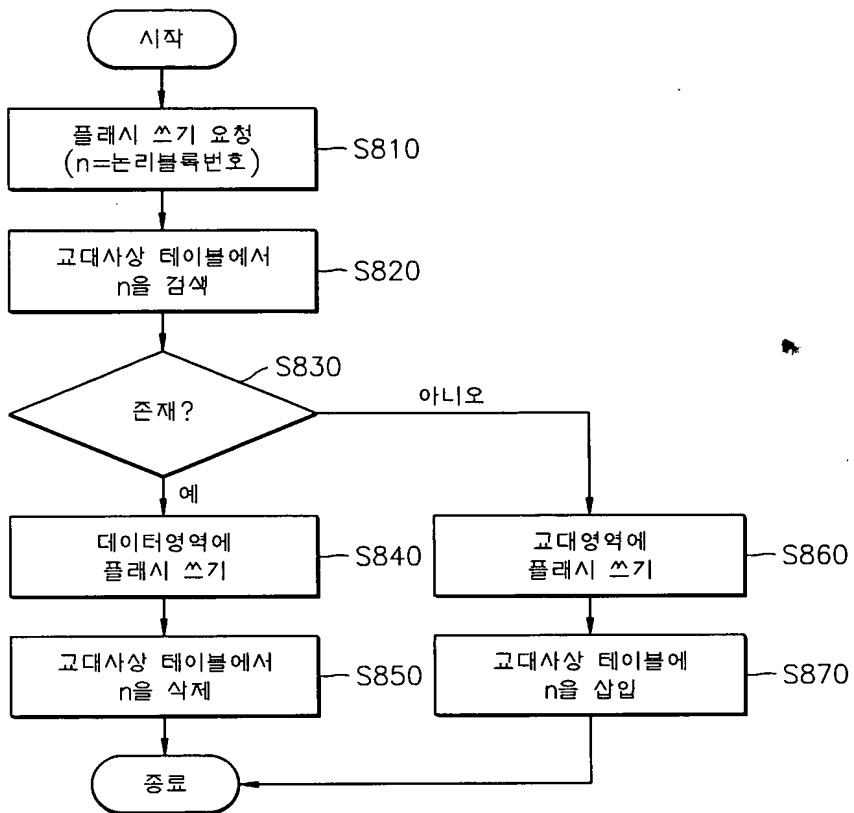 시작
플래시 쓰기 요청
(n=논리블록번호)
S810
교대사상 테이블에서
n을 검색
S820
S830
존재?
아니오
예
데이터영역에
플래시 쓰기
S840
교대영역에
플래시 쓰기
S860
교대사상 테이블에서
n을 삭제
S850
교대사상 테이블에
n을 삽입
S870
종료